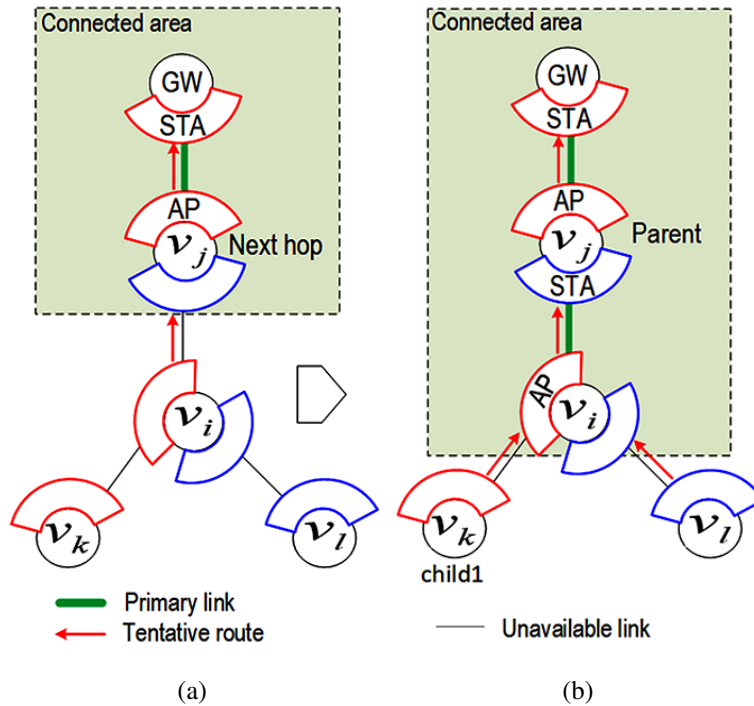 Connected area
GW
STA
AP
v_j
Next hop
v_i
v_k
v_l
Connected area
GW
STA
AP
v_j
Parent
STA
AP
v_i
v_k
v_l
child1
Primary link
Tentative route
Unavailable link
(a)
(b)